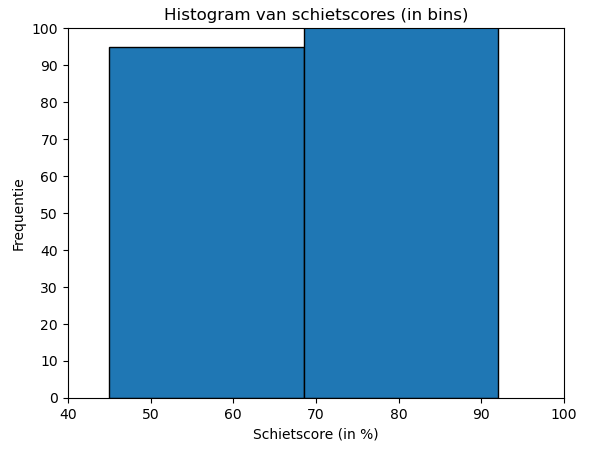 Histogram van schietscores (in bins)
100
90
80
70
60
50
40
30
20
10
0
Frequentie
40 50 60 70 80 90 100
Schietscore (in %)